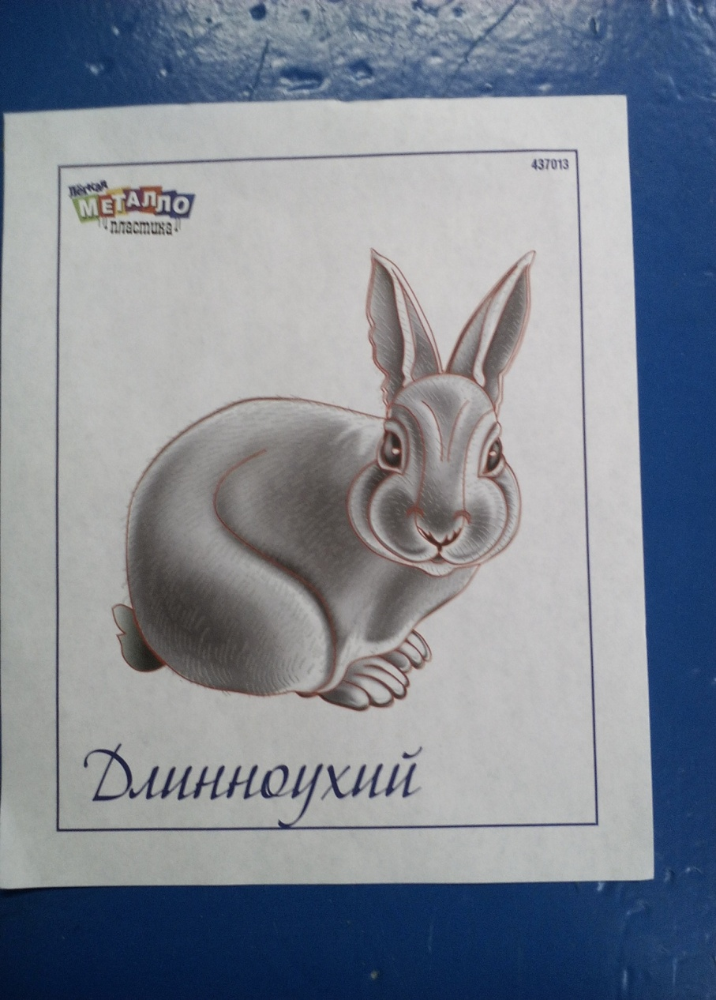 437013
Лёгкая
МЕТАЛЛО
пластика
Длинноухий